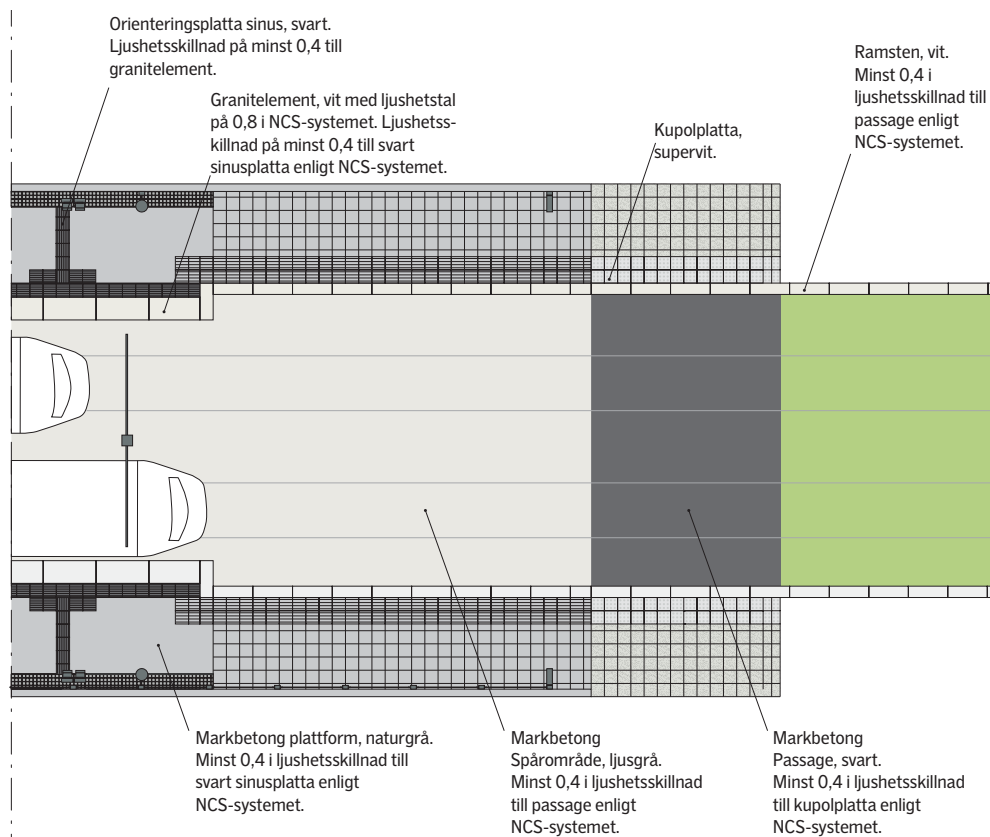 Orienteringsplatta sinus, svart.
Ljushetsskillnad på minst 0,4 till
granitelement.
Granitelement, vit med ljushetstal
på 0,8 i NCS-systemet. Ljushetss-
killnad på minst 0,4 till svart
sinusplatta enligt NCS-systemet.
Kupolplatta,
supervit.
Ramsten, vit.
Minst 0,4 i
ljushetsskillnad till
passage enligt
NCS-systemet.
Markbetong plattform, naturgrå.
Minst 0,4 i ljushetsskillnad till
svart sinusplatta enligt
NCS-systemet.
Markbetong
Spårområde, ljusgrå.
Minst 0,4 i ljushetsskillnad
till passage enligt
NCS-systemet.
Markbetong
Passage, svart.
Minst 0,4 i ljushetsskillnad
till kupolplatta enligt
NCS-systemet.